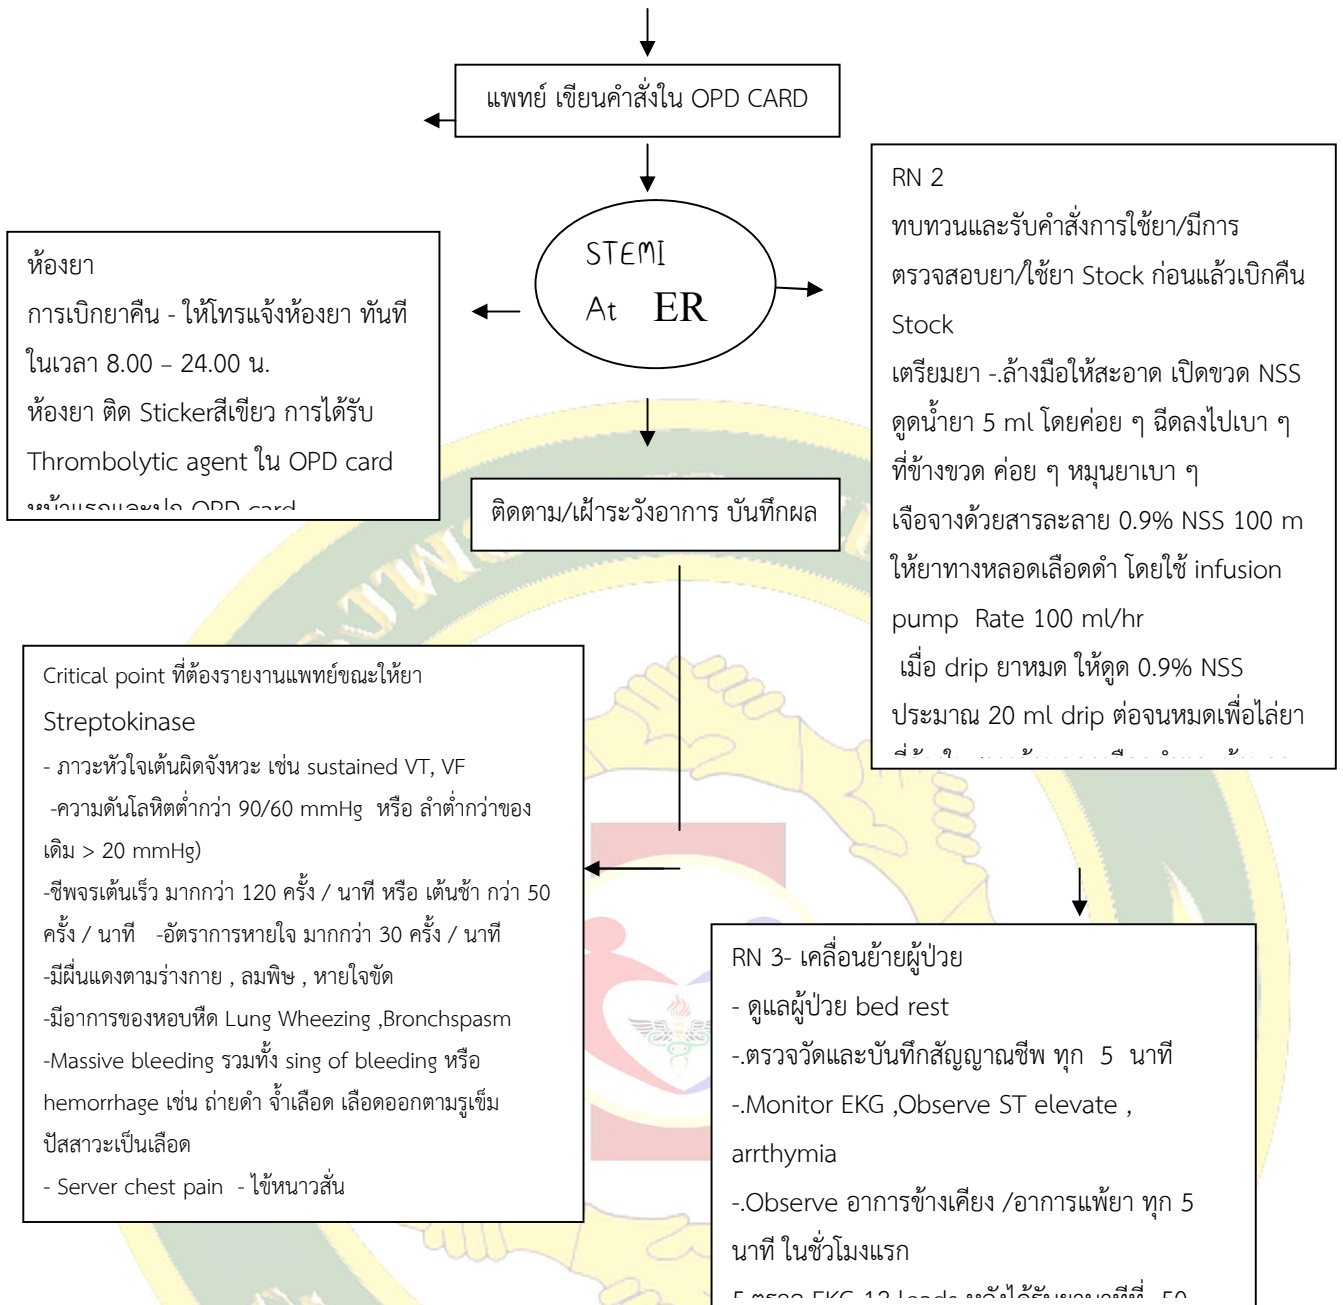 แพทย์ เขียนคำสั่งใน OPD CARD
STEMI
At ER
ห้องยา
การเบิกยาคืน - ให้โทรแจ้งห้องยา ทันที
ในเวลา 8.00 – 24.00 น.
ห้องยา ติด Stickerสีเขียว การได้รับ
Thrombolytic agent ใน OPD card
หน้าแรกและปก OPD card
RN 2
ทบทวนและรับคำสั่งการใช้ยา/มีการ
ตรวจสอบยา/ใช้ยา Stock ก่อนแล้วเบิกคืน
Stock
เตรียมยา -.ล้างมือให้สะอาด เปิดขวด NSS
ดูดน้ำยา 5 ml โดยค่อย ๆ ฉีดลงไปเบา ๆ
ที่ข้างขวด ค่อย ๆ หมุนยาเบา ๆ
เจือจางด้วยสารละลาย 0.9% NSS 100 m
ให้ยาทางหลอดเลือดดำ โดยใช้ infusion
pump Rate 100 ml/hr
เมื่อ drip ยาหมด ให้ดูด 0.9% NSS
ประมาณ 20 ml drip ต่อจนหมดเพื่อไล่ยา
ติดตาม/เฝ้าระวังอาการ บันทึกผล
Critical point ที่ต้องรายงานแพทย์ขณะให้ยา
Streptokinase
- ภาวะหัวใจเต้นผิดจังหวะ เช่น sustained VT, VF
-ความดันโลหิตต่ำกว่า 90/60 mmHg หรือ ลำต่ำกว่าของ
เดิม > 20 mmHg)
-ชีพจรเต้นเร็ว มากกว่า 120 ครั้ง / นาที หรือ เต้นช้า กว่า 50
ครั้ง / นาที -อัตราการหายใจ มากกว่า 30 ครั้ง / นาที
-มีผื่นแดงตามร่างกาย , ลมพิษ , หายใจขัด
-มีอาการของหอบหืด Lung Wheezing ,Bronchspasm
-Massive bleeding รวมทั้ง sing of bleeding หรือ
hemorrhage เช่น ถ่ายดำ จ้ำเลือด เลือดออกตามรูเข็ม
ปัสสาวะเป็นเลือด
- Server chest pain - ไข้หนาวสั่น
RN 3- เคลื่อนย้ายผู้ป่วย
- ดูแลผู้ป่วย bed rest
-.ตรวจวัดและบันทึกสัญญาณชีพ ทุก 5 นาที
-.Monitor EKG ,Observe ST elevate ,
arrthymia
-.Observe อาการข้างเคียง /อาการแพ้ยา ทุก 5
นาที ในชั่วโมงแรก
5.ตรวจ EKG 12 leads หลังได้รับยานาทีที่ 50